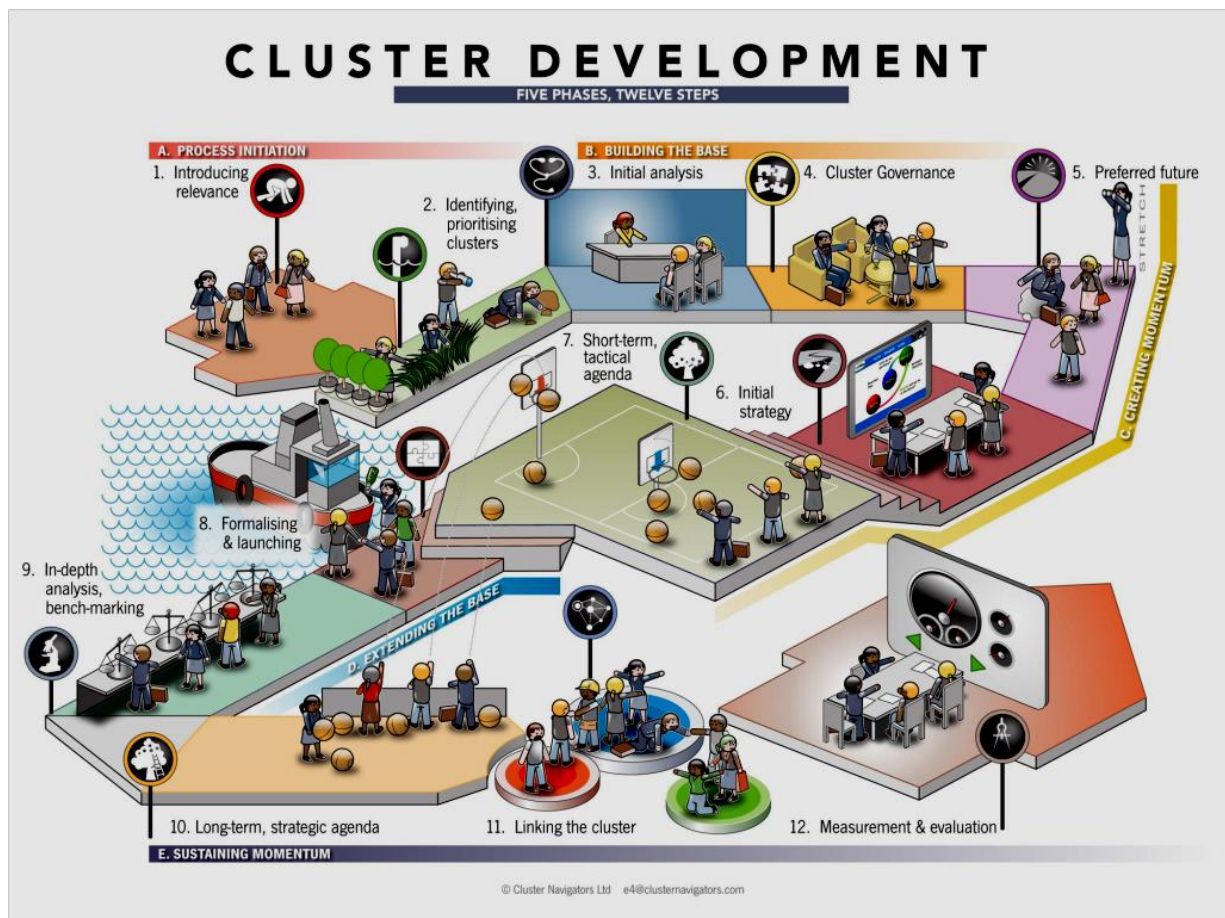 CLUSTER DEVELOPMENT
FIVE PHASES, TWELVE STEPS
A. PROCESS INITIATION
B. BUILDING THE BASE
1. Introducing
relevance
2. Identifying,
prioritising
clusters
3. Initial analysis
4. Cluster Governance
5. Preferred future
STRETCH
C. CREATING MOMENTUM
6. Initial
strategy
7. Short-term,
tactical
agenda
8. Formalising
& launching
9. In-depth
analysis,
bench-marking
D. EXTENDING THE BASE
10. Long-term, strategic agenda
11. Linking the cluster
12. Measurement & evaluation
E. SUSTAINING MOMENTUM
© Cluster Navigators Ltd e4@clusternavigators.com